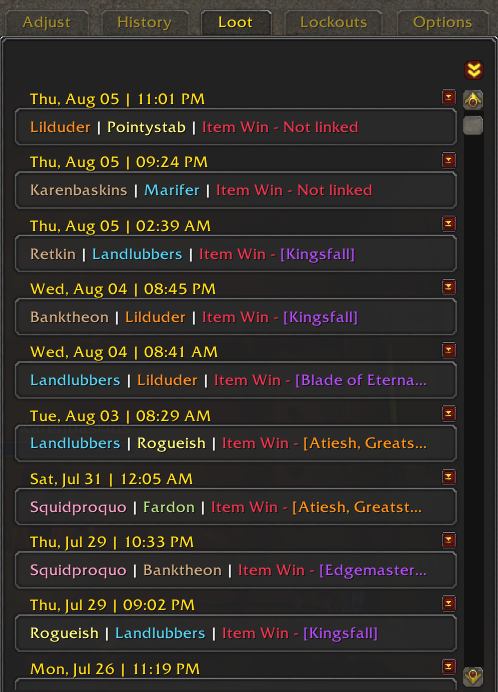 Adjust History Loot Lockouts Options
Thu, Aug 05 | 11:01 PM
Lilduder | Pointystab | Item Win - Not linked
Thu, Aug 05 | 09:24 PM
Karenbaskins | Marifer | Item Win - Not linked
Thu, Aug 05 | 02:39 AM
Retkin | Landlubbers | Item Win - [Kingsfall]
Wed, Aug 04 | 08:45 PM
Banktheon | Lilduder | Item Win - [Kingsfall]
Wed, Aug 04 | 08:41 AM
Landlubbers | Lilduder | Item Win - [Blade of Eterna...
Tue, Aug 03 | 08:29 AM
Landlubbers | Rogueish | Item Win - [Atiesh, Greats...
Sat, Jul 31 | 12:05 AM
Squidproquo | Fardon | Item Win - [Atiesh, Greatst...
Thu, Jul 29 | 10:33 PM
Squidproquo | Banktheon | Item Win - [Edgemaster...
Thu, Jul 29 | 09:02 PM
Rogueish | Landlubbers | Item Win - [Kingsfall]
Mon, Jul 26 | 11:19 PM